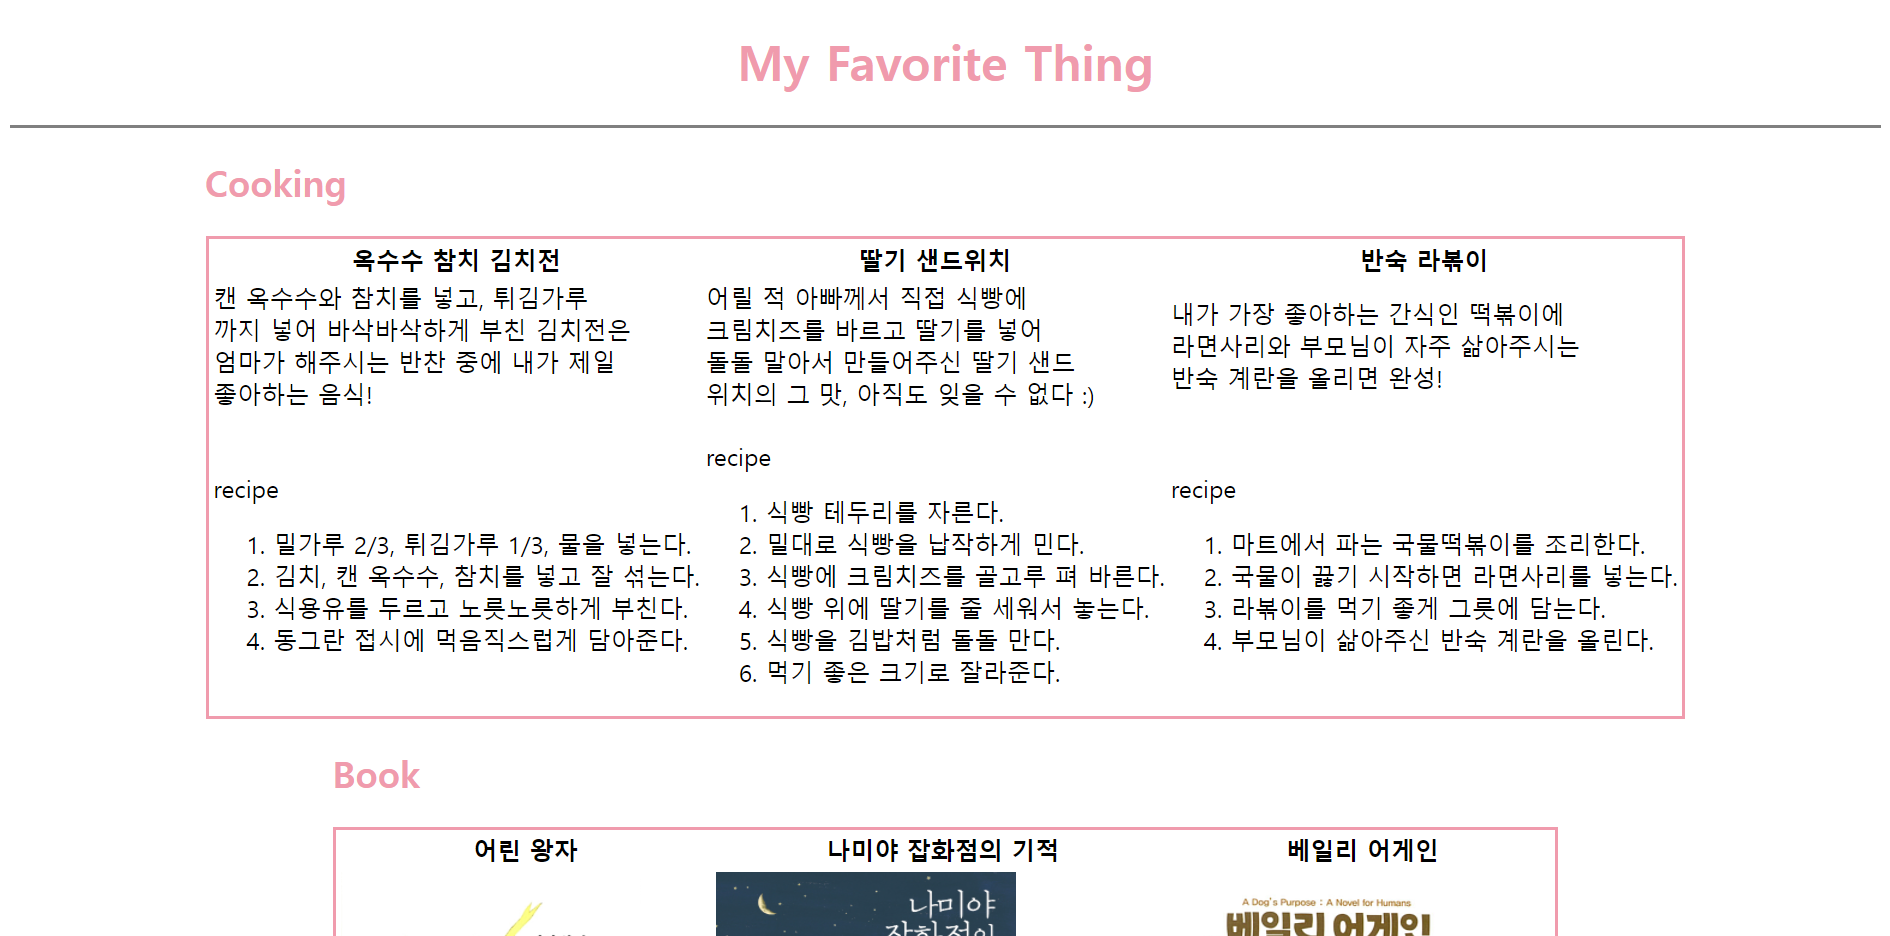 My Favorite Thing
Cooking
옥수수 참치 김치전
캔 옥수수와 참치를 넣고, 튀김가루
까지 넣어 바삭바삭하게 부친 김치전은
엄마가 해주시는 반찬 중에 내가 제일
좋아하는 음식!
recipe
1. 밀가루 2/3, 튀김가루 1/3, 물을 넣는다.
2. 김치, 캔 옥수수, 참치를 넣고 잘 섞는다.
3. 식용유를 두르고 노릇노릇하게 부친다.
4. 동그란 접시에 먹음직스럽게 담아준다.
딸기 샌드위치
어릴 적 아빠께서 직접 식빵에
크림치즈를 바르고 딸기를 넣어
돌돌 말아서 만들어주신 딸기 샌드
위치의 그 맛, 아직도 잊을 수 없다 :)
recipe
1. 식빵 테두리를 자른다.
2. 밀대로 식빵을 납작하게 민다.
3. 식빵에 크림치즈를 골고루 펴 바른다.
4. 식빵 위에 딸기를 줄 세워서 놓는다.
5. 식빵을 김밥처럼 돌돌 만다.
6. 먹기 좋은 크기로 잘라준다.
반숙 라볶이
내가 가장 좋아하는 간식인 떡볶이에
라면사리와 부모님이 자주 삶아주시는
반숙 계란을 올리면 완성!
recipe
1. 마트에서 파는 국물떡볶이를 조리한다.
2. 국물이 끓기 시작하면 라면사리를 넣는다.
3. 라볶이를 먹기 좋게 그릇에 담는다.
4. 부모님이 삶아주신 반숙 계란을 올린다.
Book
어린 왕자
나미야 잡화점의 기적
나미야
잡화점의
베일리 어게인
A Dog's Purpose : A Novel for Humans
베일리 어게인